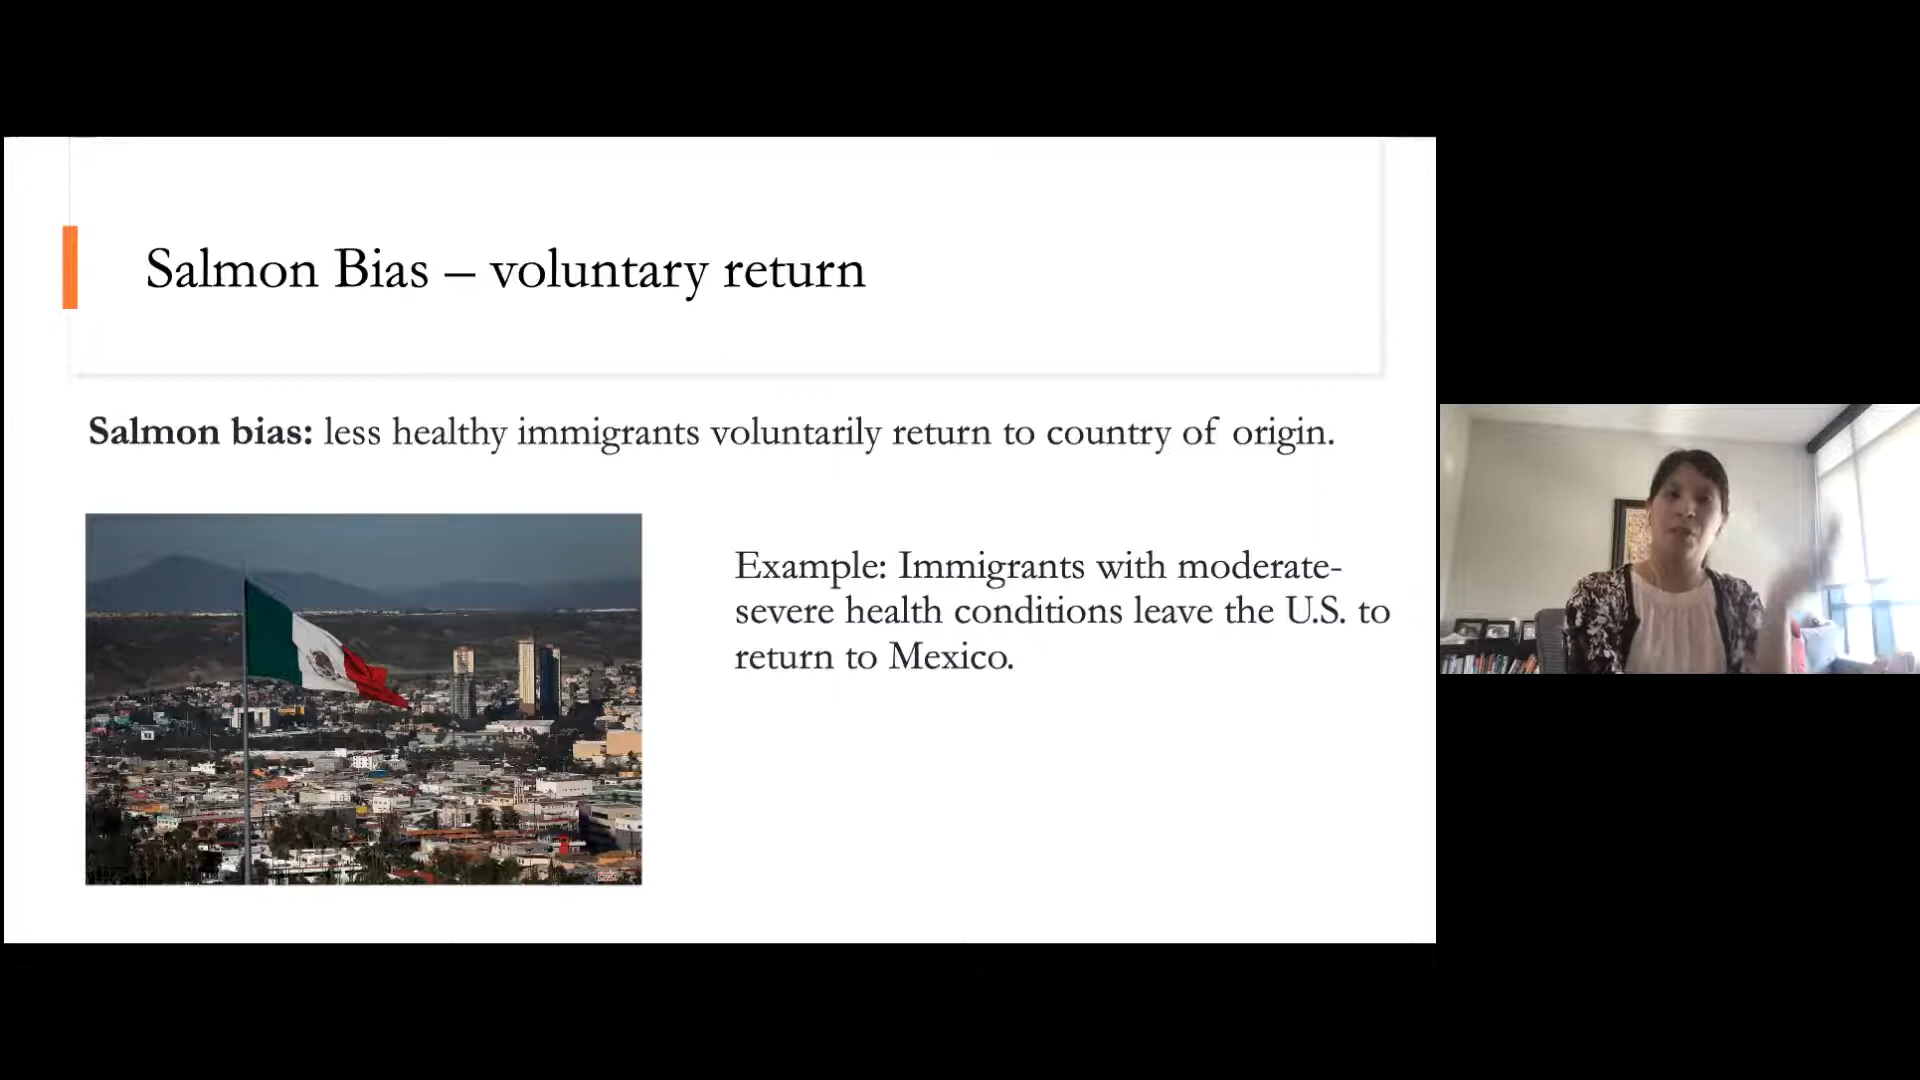 Salmon Bias – voluntary return
Salmon bias: less healthy immigrants voluntarily return to country of origin.
Example: Immigrants with moderate-
severe health conditions leave the U.S. to
return to Mexico.